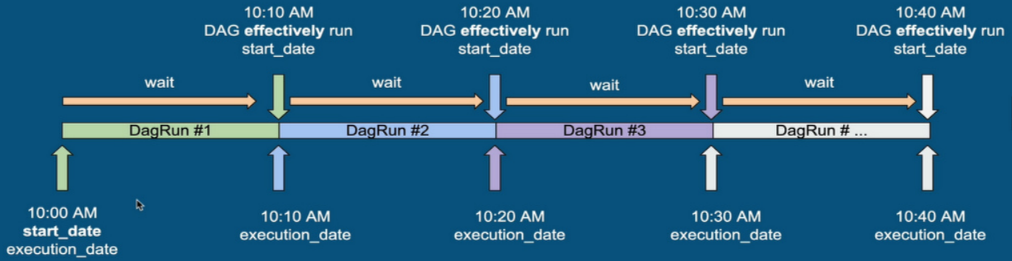 10:10 AM
DAG effectively run
start_date
10:20 AM
DAG effectively run
start_date
10:30 AM
DAG effectively run
start_date
10:40 AM
DAG effectively run
start_date
wait
wait
wait
wait
DagRun #1
DagRun #2
DagRun #3
DagRun # ...
10:00 AM
start_date
execution_date
10:10 AM
execution_date
10:20 AM
execution_date
10:30 AM
execution_date
10:40 AM
execution_date